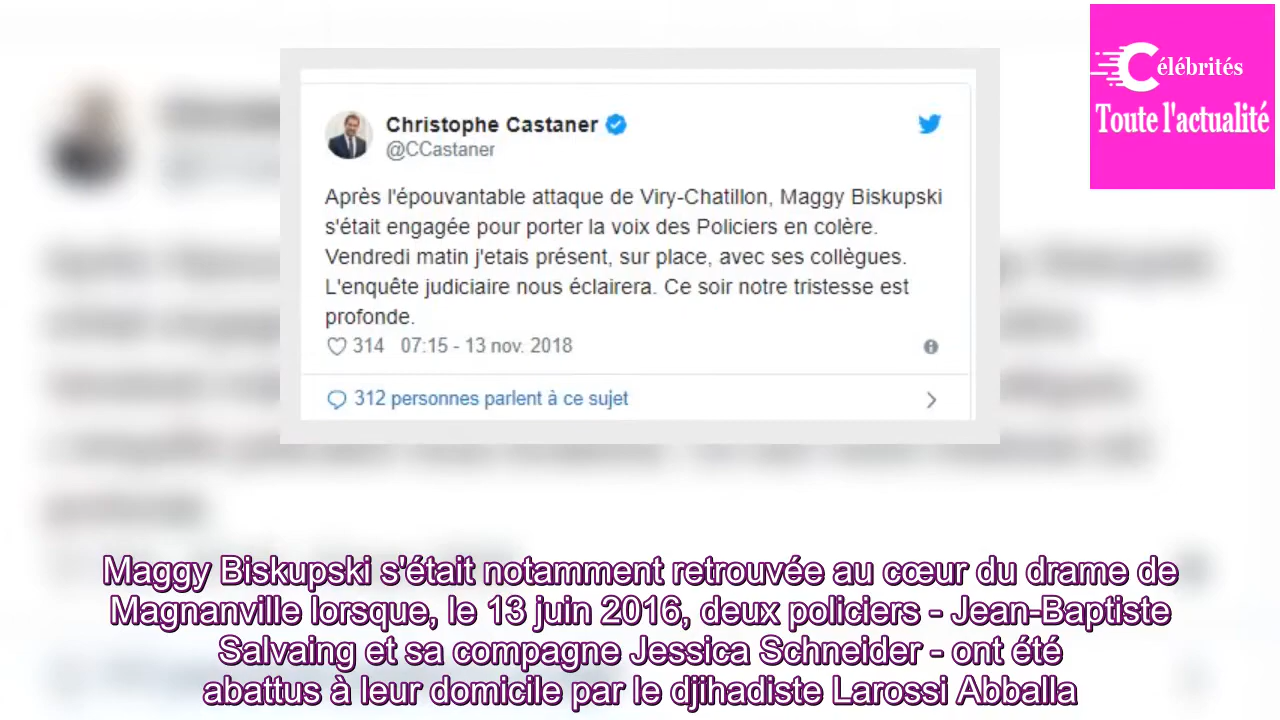 Célébrités
Toute l'actualité
Christophe Castaner
@CCastaner
Après l'épouvantable attaque de Viry-Chatillon, Maggy Biskupski
s'était engagée pour porter la voix des Policiers en colère.
Vendredi matin j'etais présent, sur place, avec ses collègues.
L'enquête judiciaire nous éclairera. Ce soir notre tristesse est
profonde.
314 07:15 - 13 nov. 2018
312 personnes parlent à ce sujet
Maggy Biskupski s'était notamment retrouvée au cœur du drame de
Magnanville lorsque, le 13 juin 2016, deux policiers - Jean-Baptiste
Salvaing et sa compagne Jessica Schneider - ont été
abattus à leur domicile par le djihadiste Larossi Abballa